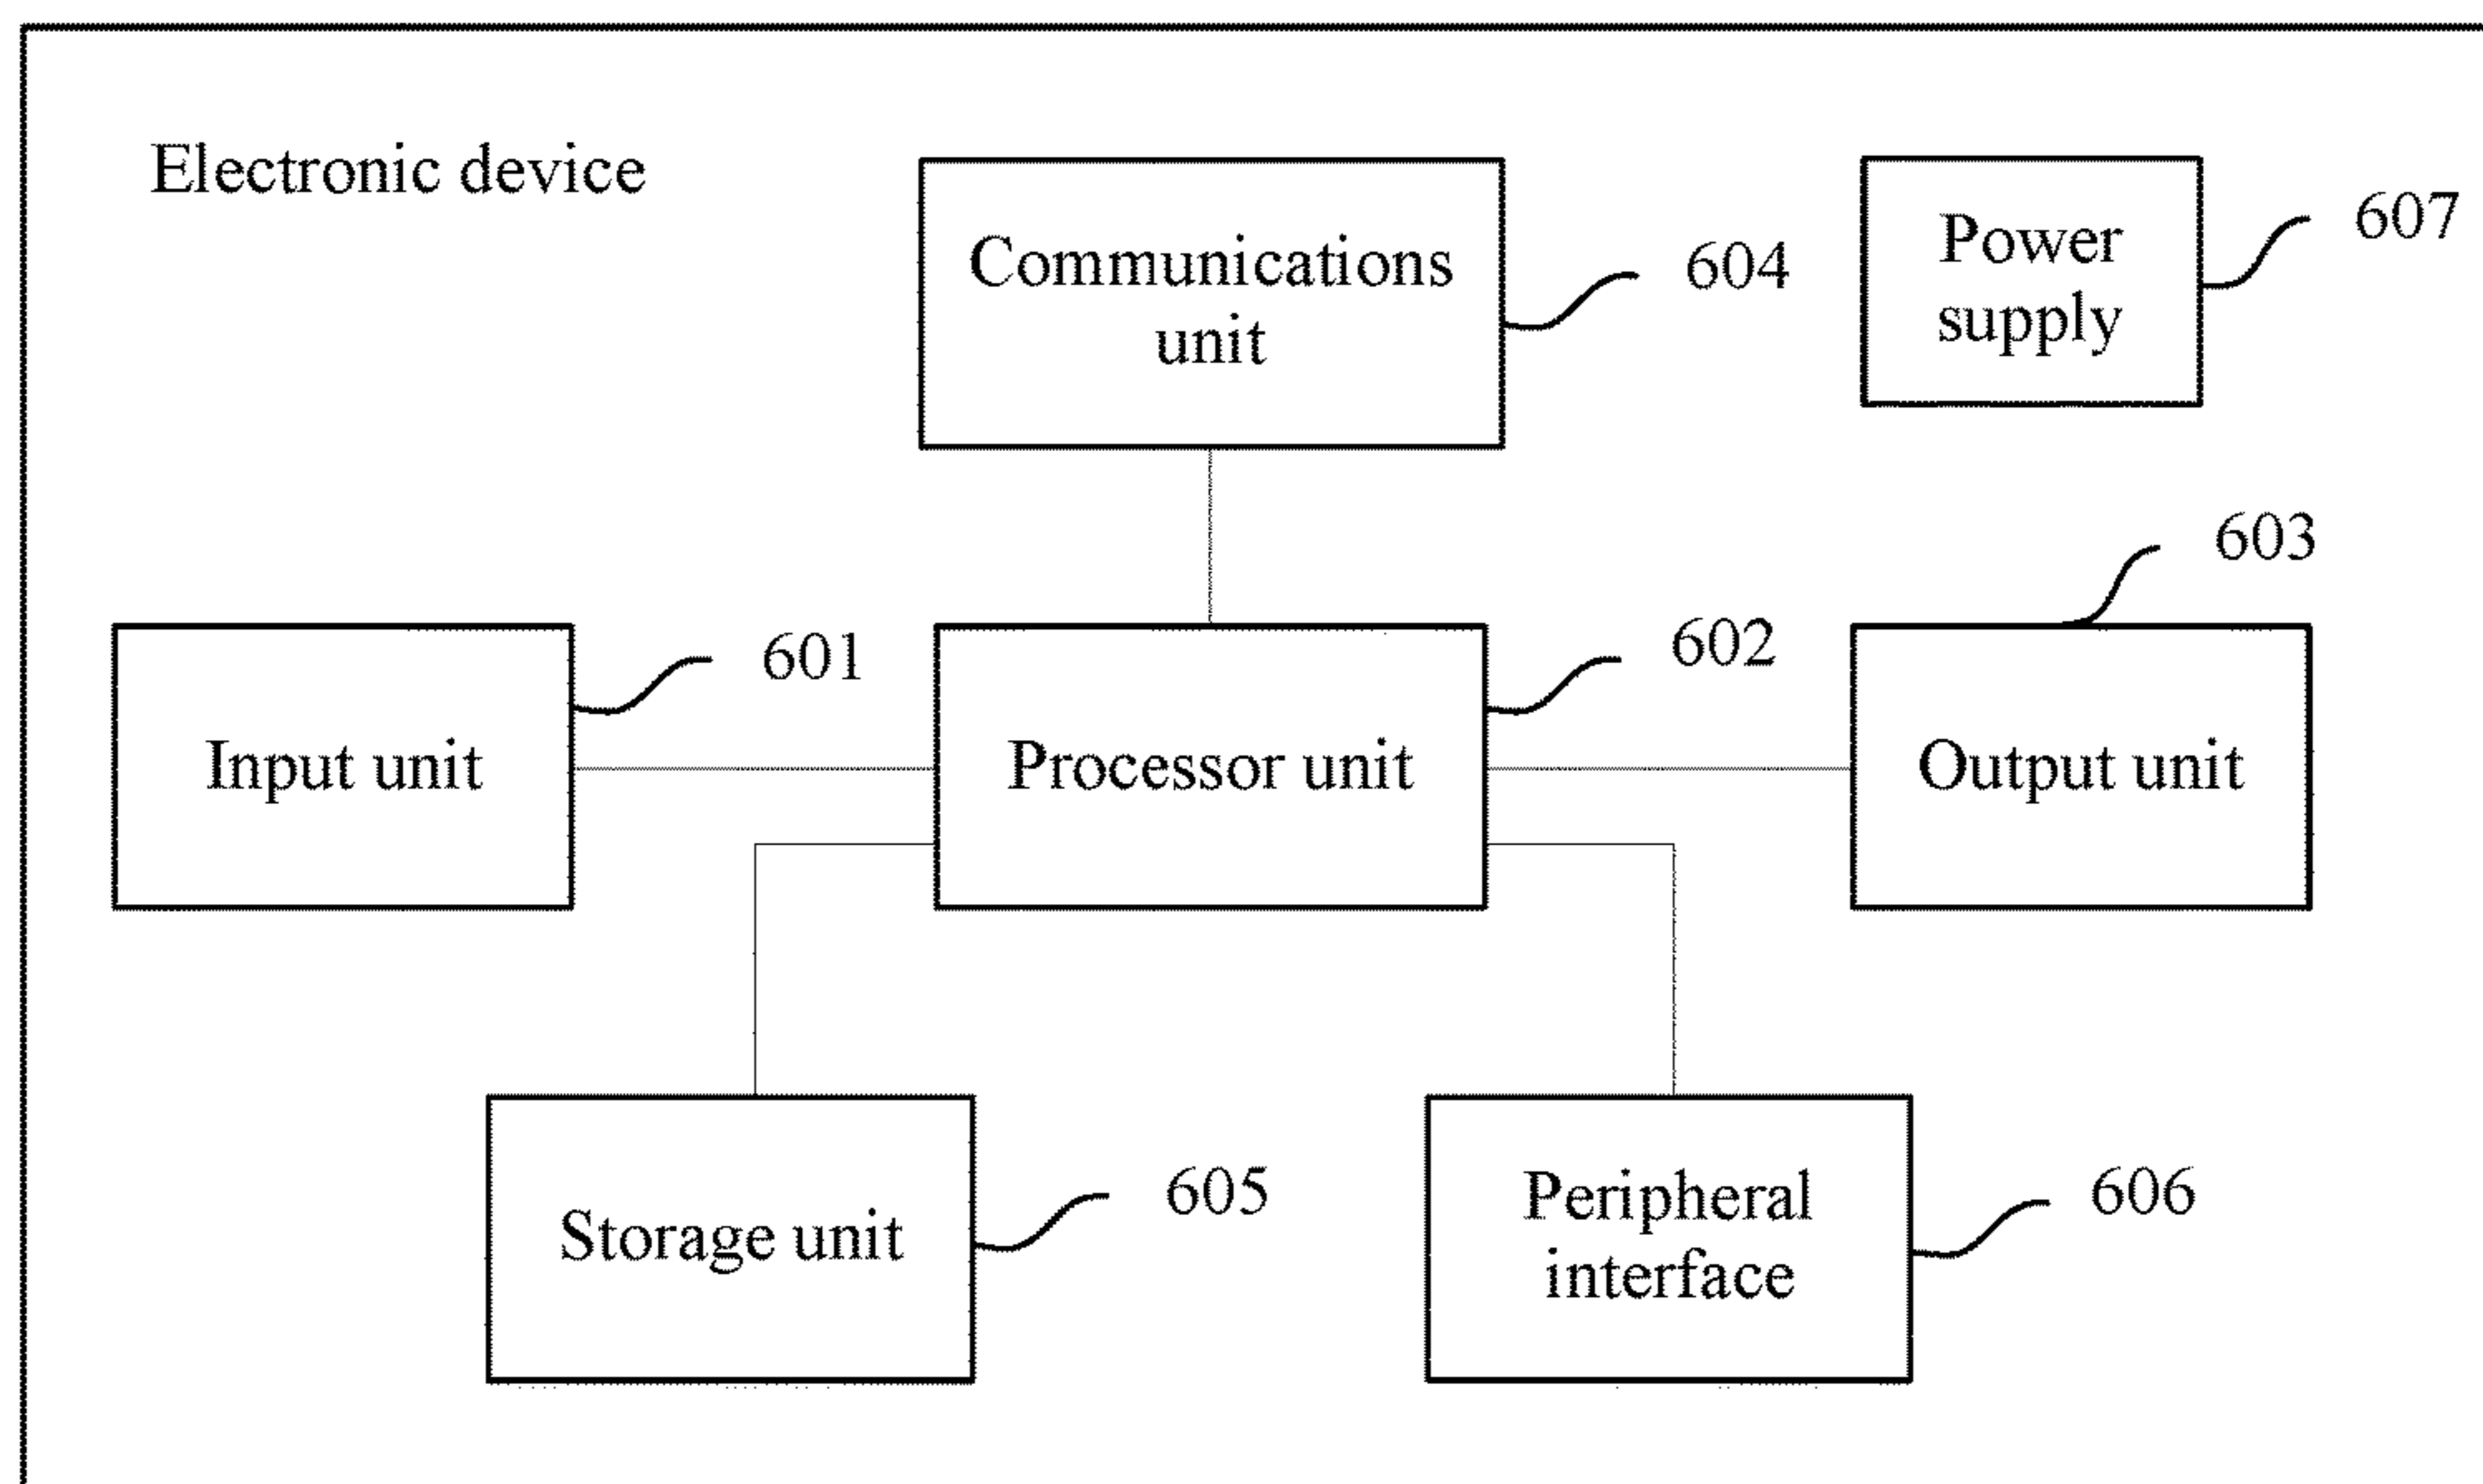 Electronic device
Communications
unit
604
Power
supply
607
603
Input unit
601
Processor unit
602
Output unit
Storage unit
605
Peripheral
interface
606